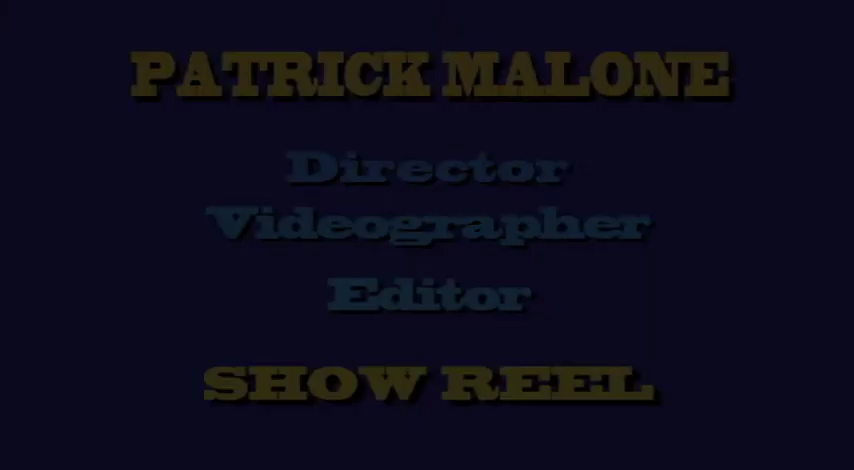 PATRICK MALONE
Director
Videographer
Editor
SHOW REEL